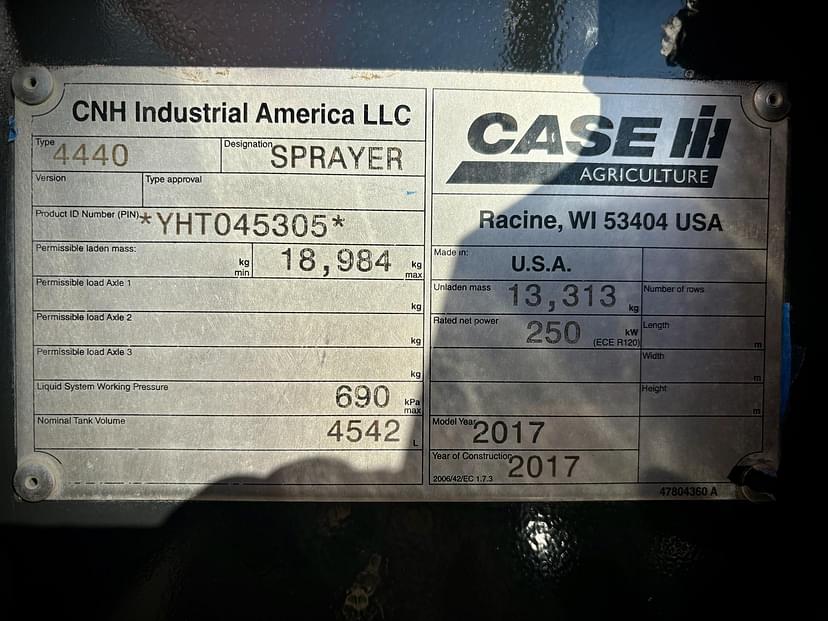 CNH Industrial America LLC
Type 4440
Designation SPRAYER
Version
Type approval
Product ID Number (PIN) *YHT045305*
Permissible laden mass:
kg min
18,984 kg max
Permissible load Axle 1
kg
Permissible load Axle 2
kg
Permissible load Axle 3
kg
Liquid System Working Pressure
690 kPa max
Nominal Tank Volume
4542 L
CASE IH
AGRICULTURE
Racine, WI 53404 USA
Made in:
U.S.A.
Unladen mass 13,313 kg
Number of rows
Rated net power 250 kW
(ECE R120)
Length
m
Width
m
Height
m
Model Year 2017
Year of Construction 2017
2006/42/EC 1.7.3
47804360 A